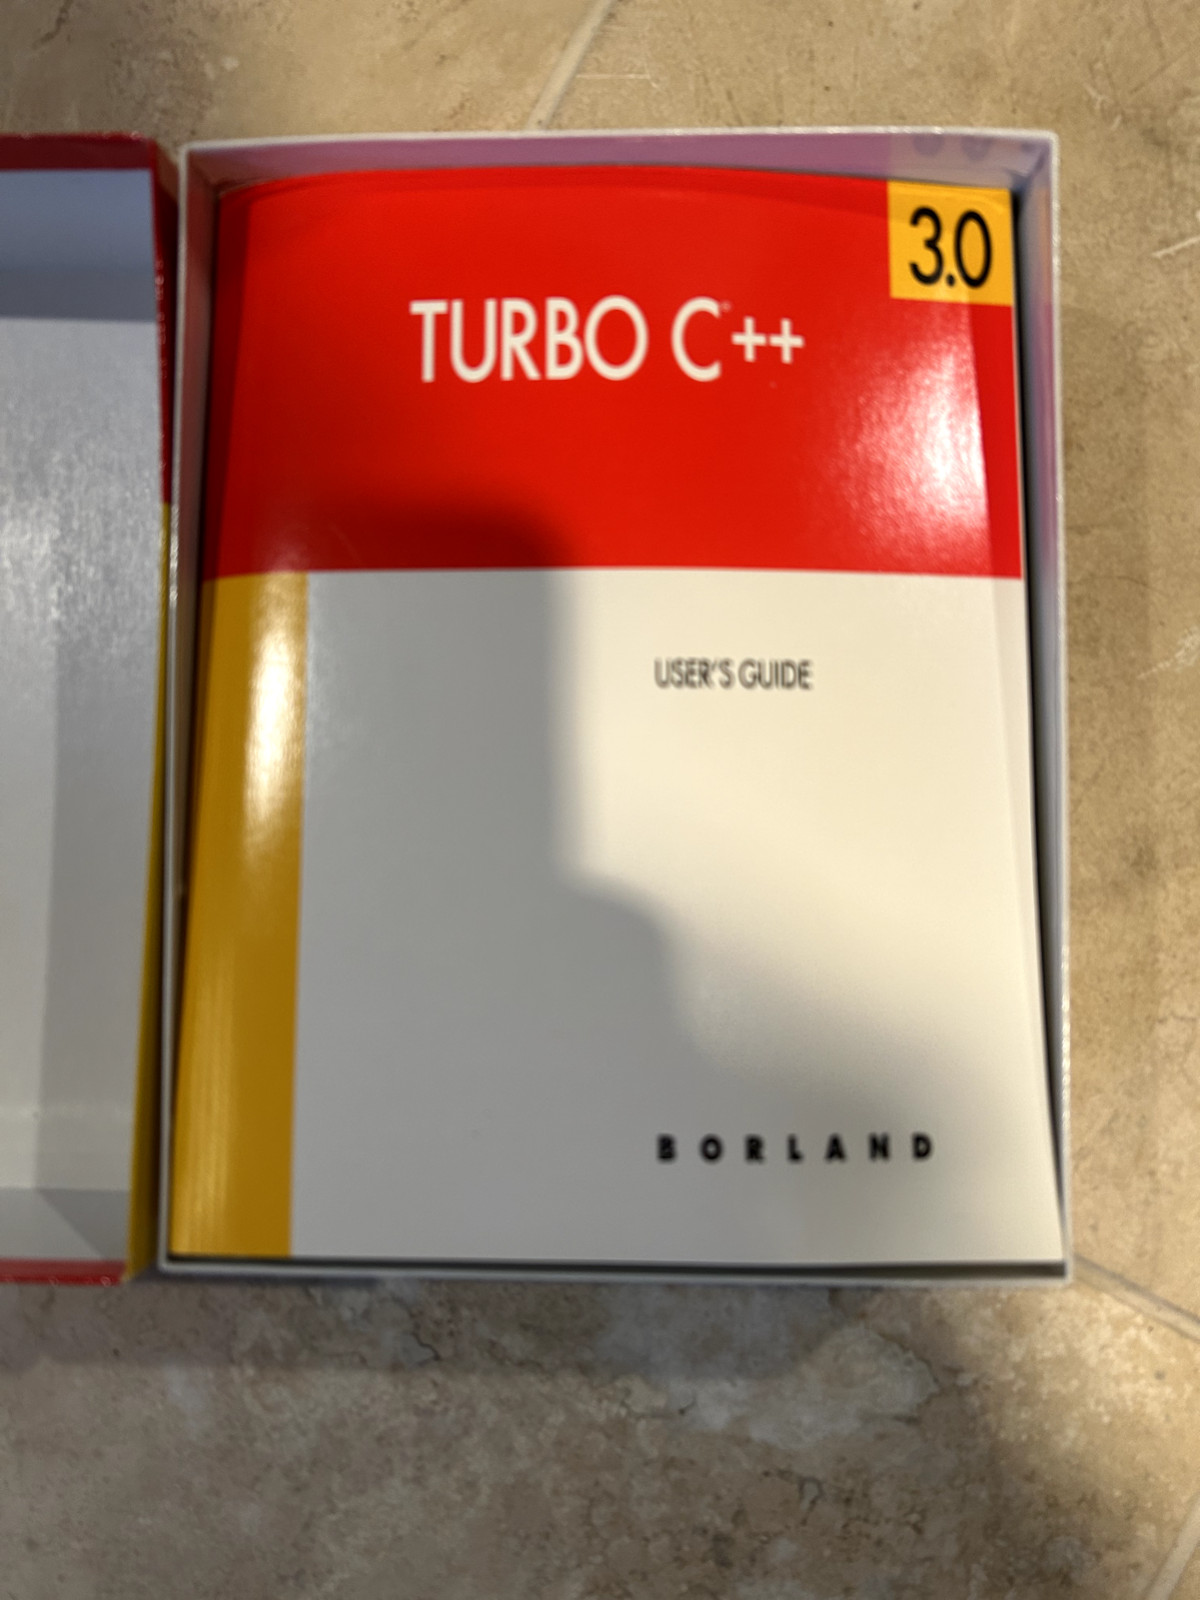 3.0
TURBO C®++
USER'S GUIDE
BORLAND